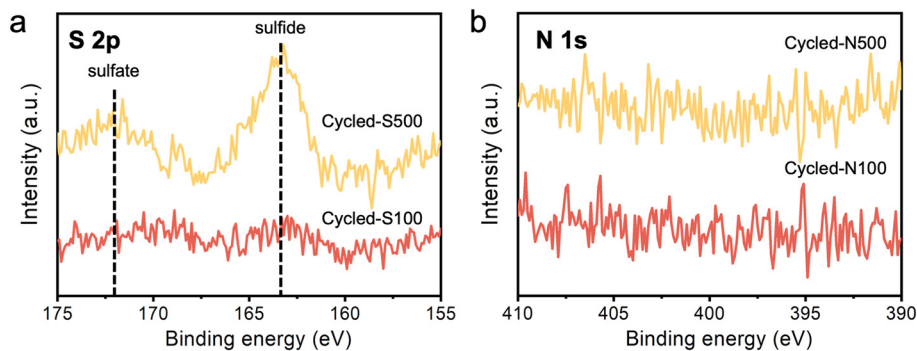 a
S 2p
sulfate
sulfide
Cycled-S500
Cycled-S100
Intensity (a.u.)
175 170 165 160 155
Binding energy (eV)
b
N 1s
Cycled-N500
Cycled-N100
Intensity (a.u.)
410 405 400 395 390
Binding energy (eV)